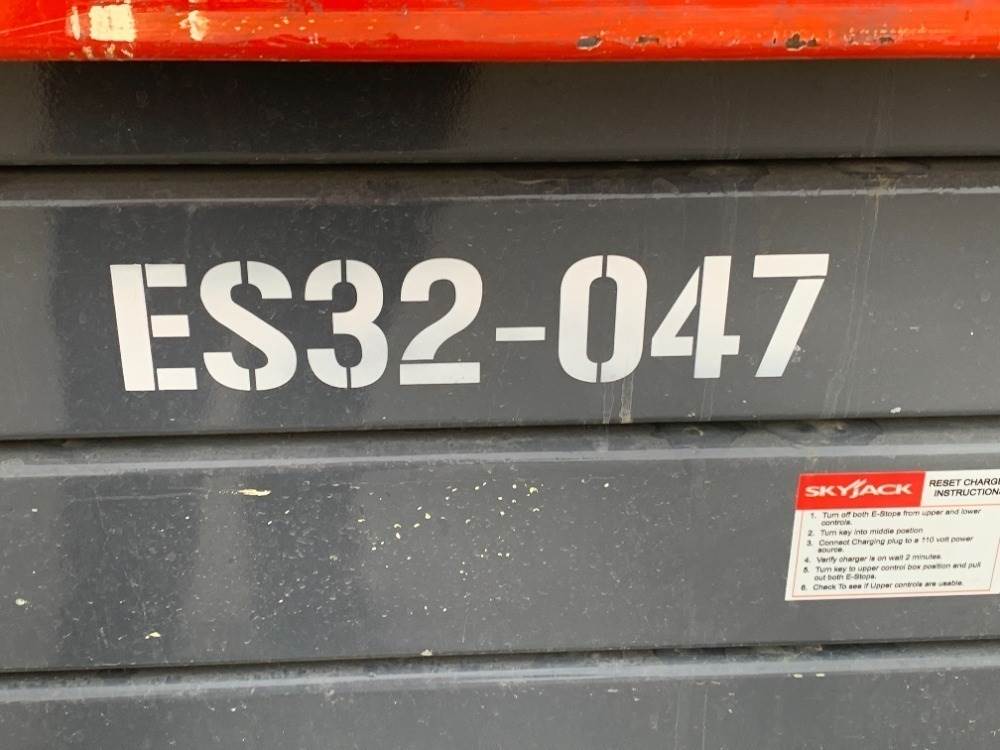 ES32-047
SKYJACK
RESET CHARGE
INSTRUCTION
1. Turn off both E-Stops from upper and lower
controls.
2. Turn key into middle position
3. Connect Charging plug to a 110 volt power
source.
4. Verify charger is on wait 2 minutes.
5. Turn key to upper control box position and pull
out both E-Stops.
6. Check To see if Upper controls are usable.